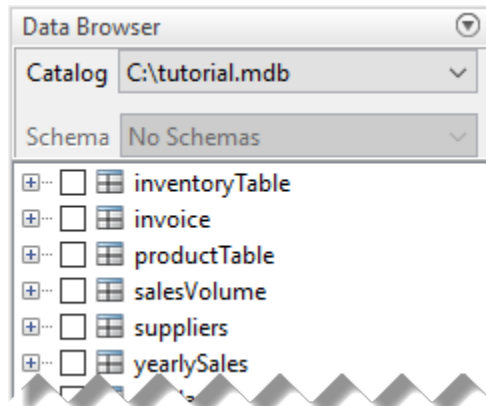 Data Browser
Catalog C:\tutorial.mdb
Schema No Schemas
inventoryTable
invoice
productTable
salesVolume
suppliers
yearlySales